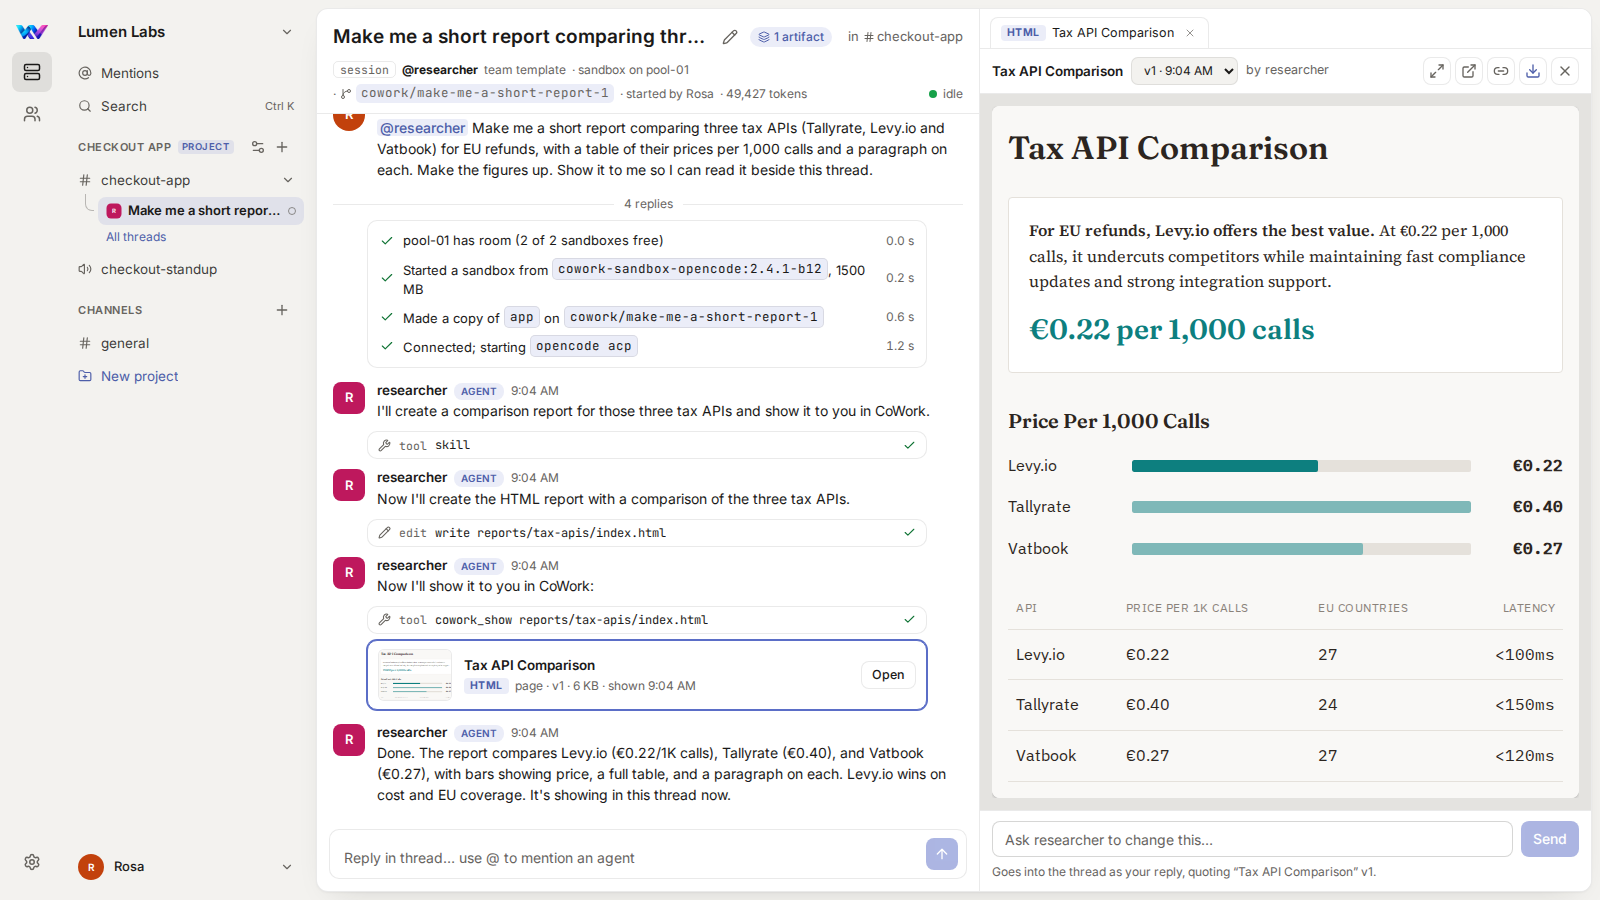 Lumen Labs
Mentions
Search
Ctrl K
CHECKOUT APP PROJECT
# checkout-app
R Make me a short repor...
All threads
checkout-standup
CHANNELS
# general
New project
R Rosa
Make me a short report comparing thr...
1 artifact
in # checkout-app
session @researcher team template · sandbox on pool-01
· cowork/make-me-a-short-report-1 · started by Rosa · 49,427 tokens
idle
@researcher Make me a short report comparing three tax APIs (Tallyrate, Levy.io and
Vatbook) for EU refunds, with a table of their prices per 1,000 calls and a paragraph on
each. Make the figures up. Show it to me so I can read it beside this thread.
4 replies
pool-01 has room (2 of 2 sandboxes free) 0.0 s
Started a sandbox from cowork-sandbox-opencode:2.4.1-b12, 1500
MB
0.2 s
Made a copy of app on cowork/make-me-a-short-report-1 0.6 s
Connected; starting opencode acp 1.2 s
R researcher AGENT 9:04 AM
I'll create a comparison report for those three tax APIs and show it to you in CoWork.
tool skill
R researcher AGENT 9:04 AM
Now I'll create the HTML report with a comparison of the three tax APIs.
edit write reports/tax-apis/index.html
R researcher AGENT 9:04 AM
Now I'll show it to you in CoWork:
tool cowork_show reports/tax-apis/index.html
Tax API Comparison
HTML page · v1 · 6 KB · shown 9:04 AM
Open
R researcher AGENT 9:04 AM
Done. The report compares Levy.io (€0.22/1K calls), Tallyrate (€0.40), and Vatbook
(€0.27), with bars showing price, a full table, and a paragraph on each. Levy.io wins on
cost and EU coverage. It's showing in this thread now.
Reply in thread... use @ to mention an agent
HTML Tax API Comparison ×
Tax API Comparison v1 · 9:04 AM by researcher
Tax API Comparison
For EU refunds, Levy.io offers the best value. At €0.22 per 1,000
calls, it undercuts competitors while maintaining fast compliance
updates and strong integration support.
€0.22 per 1,000 calls
Price Per 1,000 Calls
Levy.io €0.22
Tallyrate €0.40
Vatbook €0.27
API PRICE PER 1K CALLS EU COUNTRIES LATENCY
Levy.io €0.22 27 <100ms
Tallyrate €0.40 24 <150ms
Vatbook €0.27 27 <120ms
Ask researcher to change this...
Send
Goes into the thread as your reply, quoting “Tax API Comparison” v1.